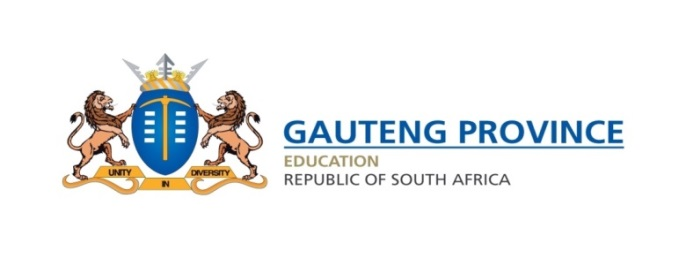 GAUTENG PROVINCE
EDUCATION
REPUBLIC OF SOUTH AFRICA
UNITY IN DIVERSITY